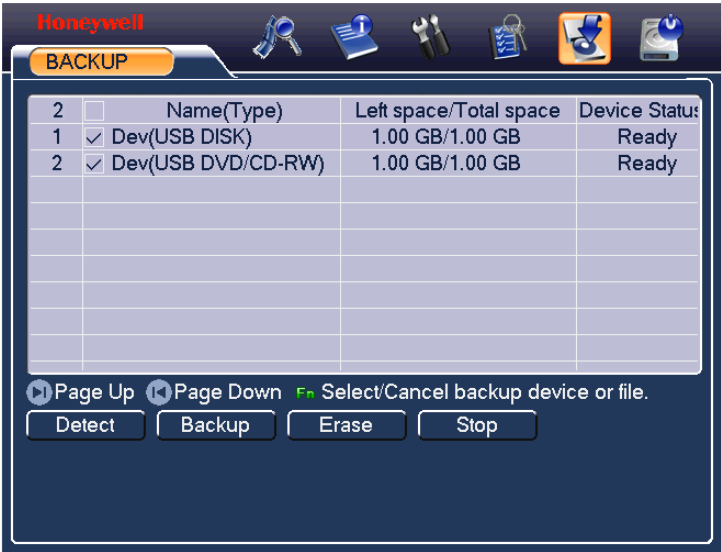 Honeywell
BACKUP
2 Name(Type) Left space/Total space Device Status
1 Dev(USB DISK) 1.00 GB/1.00 GB Ready
2 Dev(USB DVD/CD-RW) 1.00 GB/1.00 GB Ready
Page Up Page Down Fn Select/Cancel backup device or file.
Detect Backup Erase Stop